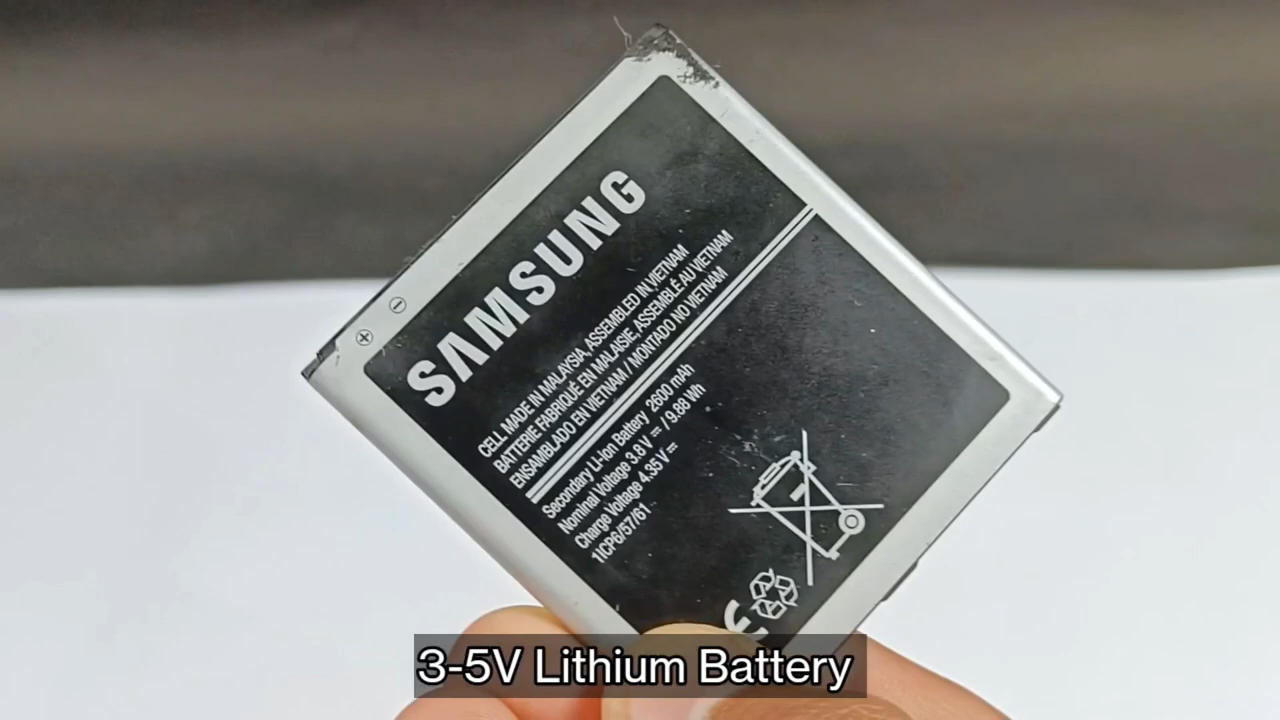 SAMSUNG
CELL MADE IN MALAYSIA, ASSEMBLED IN VIETNAM
BATTERIE FABRIQUÉ EN MALAISIE, ASSEMBLÉ AU VIETNAM
ENSAMBLADO EN VIETNAM / MONTADO NO VIETNAM
Secondary Li-ion Battery 2600 mAh
Nominal Voltage 3.8 V ⎓ / 9.88 Wh
Charge Voltage 4.35 V ⎓
1ICP6/57/61
CE
3-5V Lithium Battery